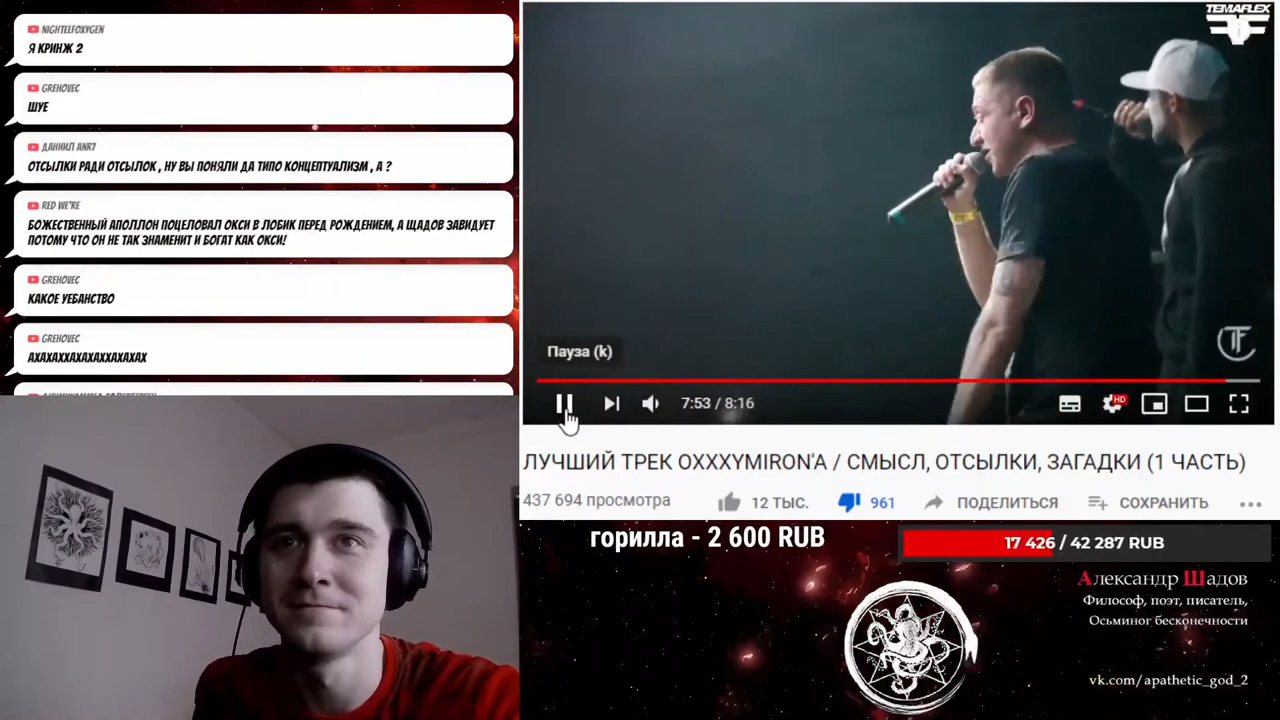 NIGHTELFOXYGEN
Я КРИНЖ 2
GREHOVEC
ШУЕ
ДАНИИЛ ANR7
ОТСЫЛКИ РАДИ ОТСЫЛОК , НУ ВЫ ПОНЯЛИ ДА ТИПО КОНЦЕПТУАЛИЗМ , А ?
RED WE'RE
БОЖЕСТВЕННЫЙ АПОЛЛОН ПОЦЕЛОВАЛ ОКСИ В ЛОБИК ПЕРЕД РОЖДЕНИЕМ, А ЩАДОВ ЗАВИДУЕТ
ПОТОМУ ЧТО ОН НЕ ТАК ЗНАМЕНИТ И БОГАТ КАК ОКСИ!
GREHOVEC
КАКОЕ УЕБАНСТВО
GREHOVEC
АХАХАХХАХАХАХХАХАХАХ
TEMAFLEX
TF
Пауза (k)
7:53 / 8:16
HD
ЛУЧШИЙ ТРЕК OXXXYMIRON'A / СМЫСЛ, ОТСЫЛКИ, ЗАГАДКИ (1 ЧАСТЬ)
437 694 просмотра
12 ТЫС.
961
ПОДЕЛИТЬСЯ
СОХРАНИТЬ
горилла - 2 600 RUB
17 426 / 42 287 RUB
Александр Шадов
Философ, поэт, писатель,
Осьминог бесконечности
vk.com/apathetic_god_2